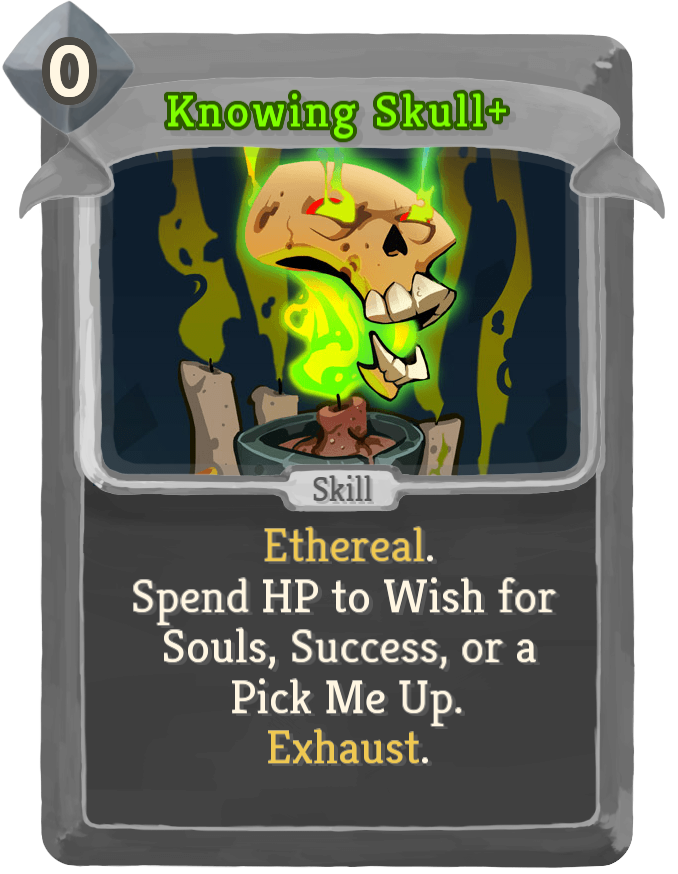 0
Knowing Skull+
Skill
Ethereal.
Spend HP to Wish for
Souls, Success, or a
Pick Me Up.
Exhaust.